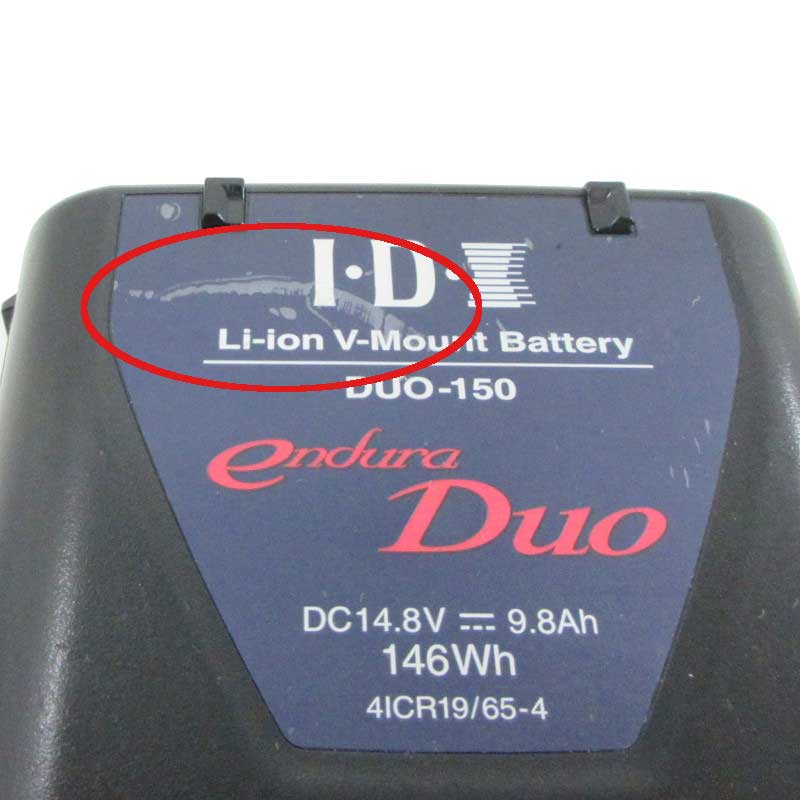 I·D·X
Li-ion V-Mount Battery
DUO-150
endura
Duo
DC14.8V ⎓ 9.8Ah
146Wh
4ICR19/65-4